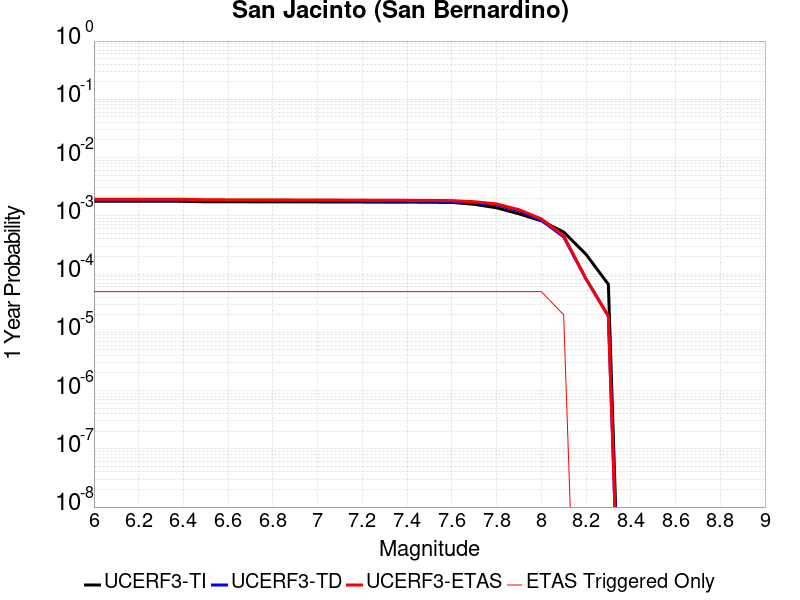 San Jacinto (San Bernardino)
1 Year Probability
10^0
10^-1
10^-2
10^-3
10^-4
10^-5
10^-6
10^-7
10^-8
6 6.2 6.4 6.6 6.8 7 7.2 7.4 7.6 7.8 8 8.2 8.4 8.6 8.8 9
Magnitude
UCERF3-TI UCERF3-TD UCERF3-ETAS ETAS Triggered Only